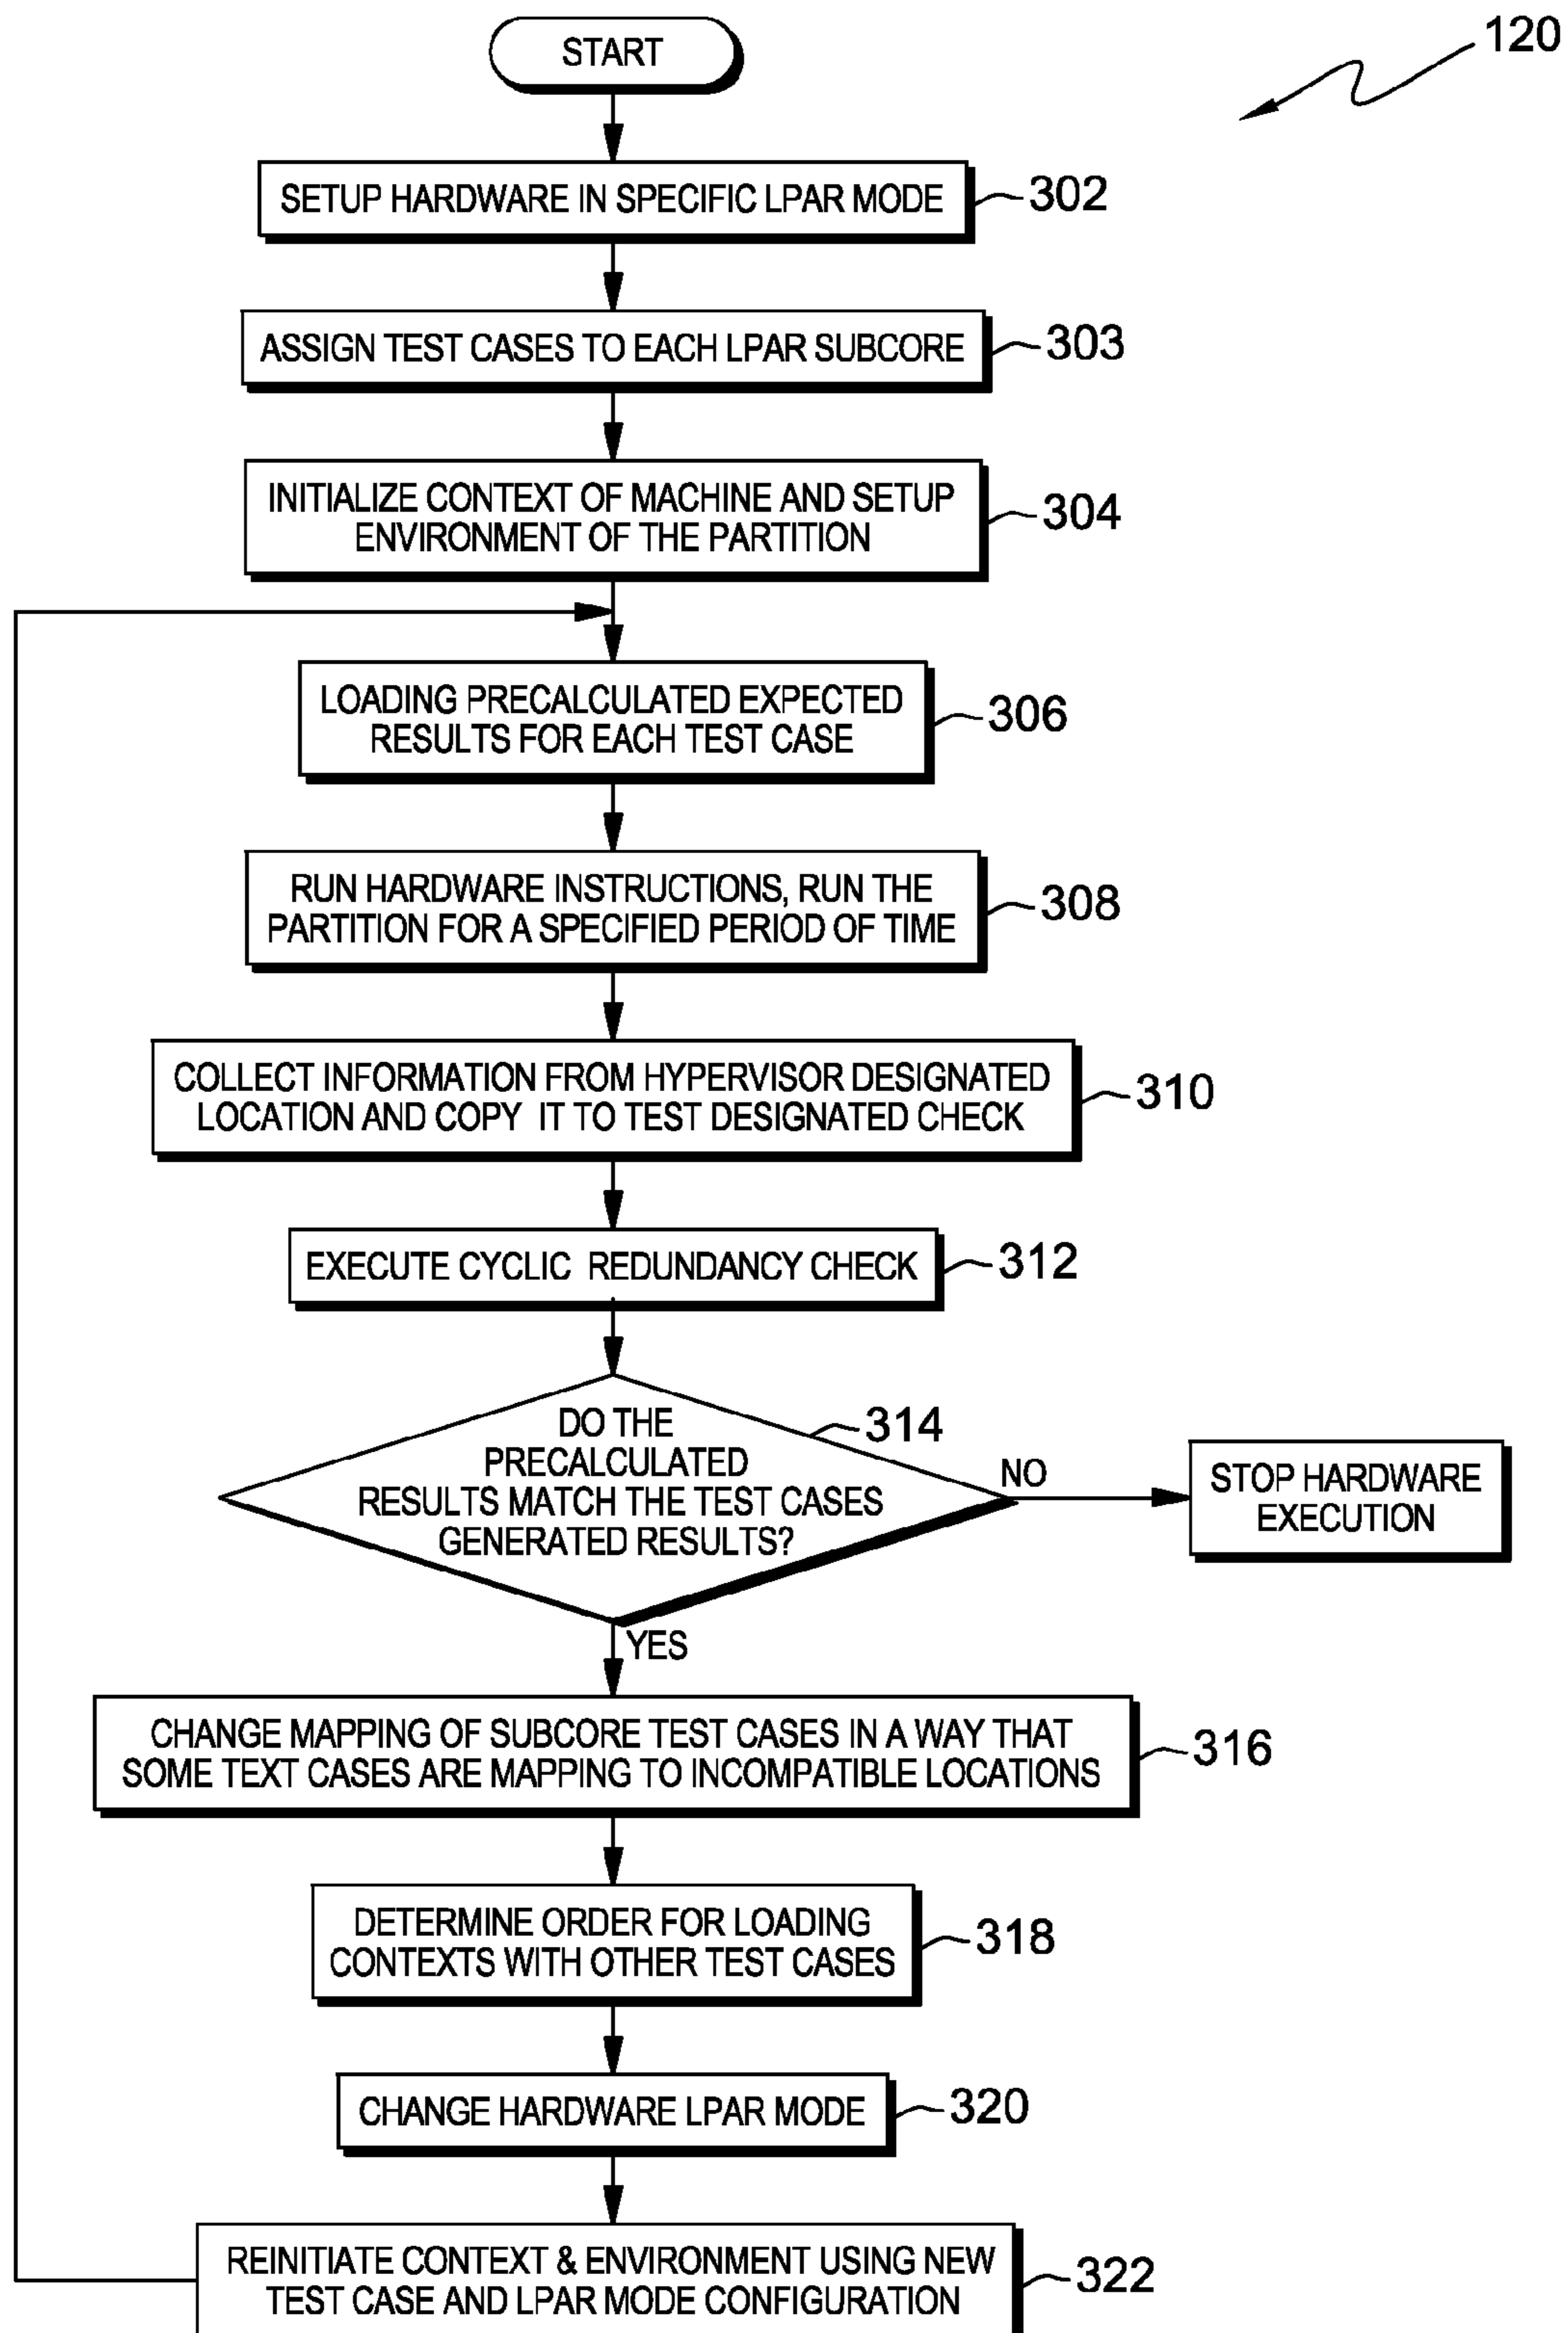 START
120
SETUP HARDWARE IN SPECIFIC LPAR MODE
302
ASSIGN TEST CASES TO EACH LPAR SUBCORE
303
INITIALIZE CONTEXT OF MACHINE AND SETUP
ENVIRONMENT OF THE PARTITION
304
LOADING PRECALCULATED EXPECTED
RESULTS FOR EACH TEST CASE
306
RUN HARDWARE INSTRUCTIONS, RUN THE
PARTITION FOR A SPECIFIED PERIOD OF TIME
308
COLLECT INFORMATION FROM HYPERVISOR DESIGNATED
LOCATION AND COPY IT TO TEST DESIGNATED CHECK
310
EXECUTE CYCLIC REDUNDANCY CHECK
312
DO THE
PRECALCULATED
RESULTS MATCH THE TEST CASES
GENERATED RESULTS?
314
NO
STOP HARDWARE
EXECUTION
YES
CHANGE MAPPING OF SUBCORE TEST CASES IN A WAY THAT
SOME TEXT CASES ARE MAPPING TO INCOMPATIBLE LOCATIONS
316
DETERMINE ORDER FOR LOADING
CONTEXTS WITH OTHER TEST CASES
318
CHANGE HARDWARE LPAR MODE
320
REINITIATE CONTEXT & ENVIRONMENT USING NEW
TEST CASE AND LPAR MODE CONFIGURATION
322